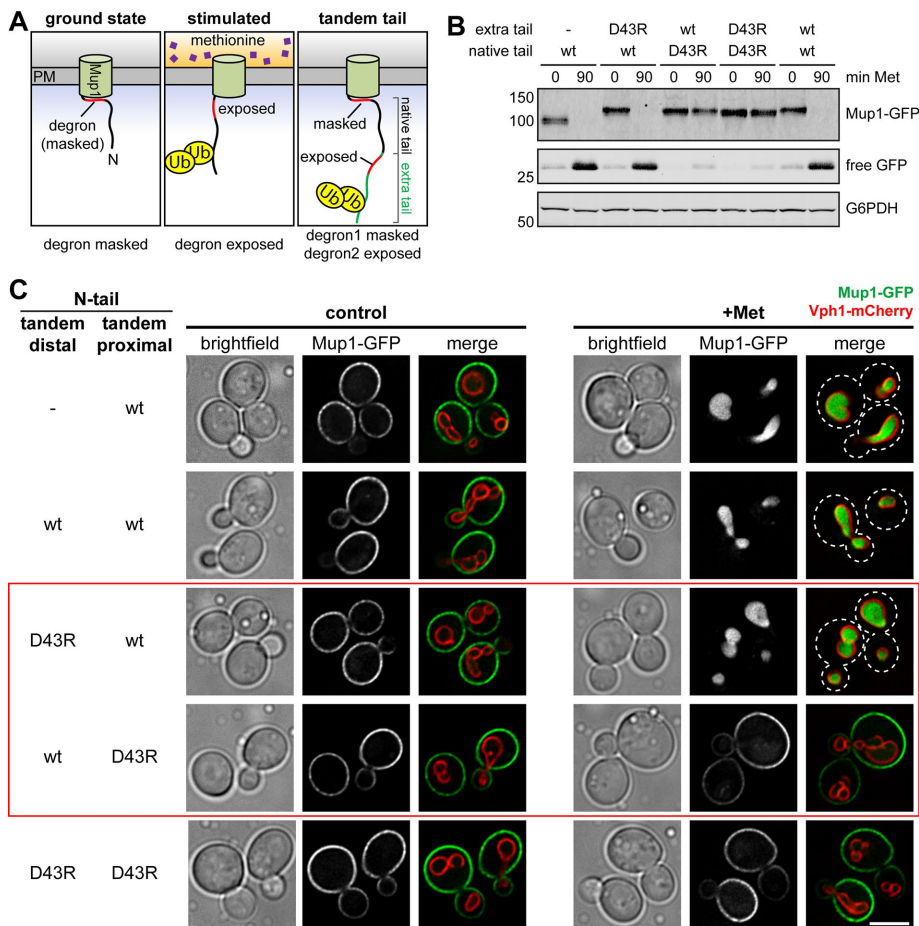 A
ground state stimulated tandem tail
methionine
Mup1
PM
degron
(masked)
N
exposed
Ub Ub
masked
exposed
Ub Ub
native tail
extra tail
degron masked degron exposed degron1 masked
degron2 exposed
B
extra tail - D43R wt D43R wt
native tail wt wt D43R D43R wt
0 90 0 90 0 90 0 90 0 90 min Met
150
100
Mup1-GFP
25
free GFP
50
G6PDH
C
N-tail
tandem distal tandem proximal
control
+Met
Mup1-GFP
Vph1-mCherry
brightfield Mup1-GFP merge brightfield Mup1-GFP merge
- wt
wt wt
D43R wt
wt D43R
D43R D43R